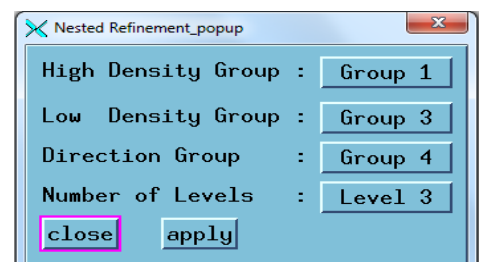 Nested Refinement_popup
High Density Group : Group 1
Low Density Group : Group 3
Direction Group : Group 4
Number of Levels : Level 3
close apply